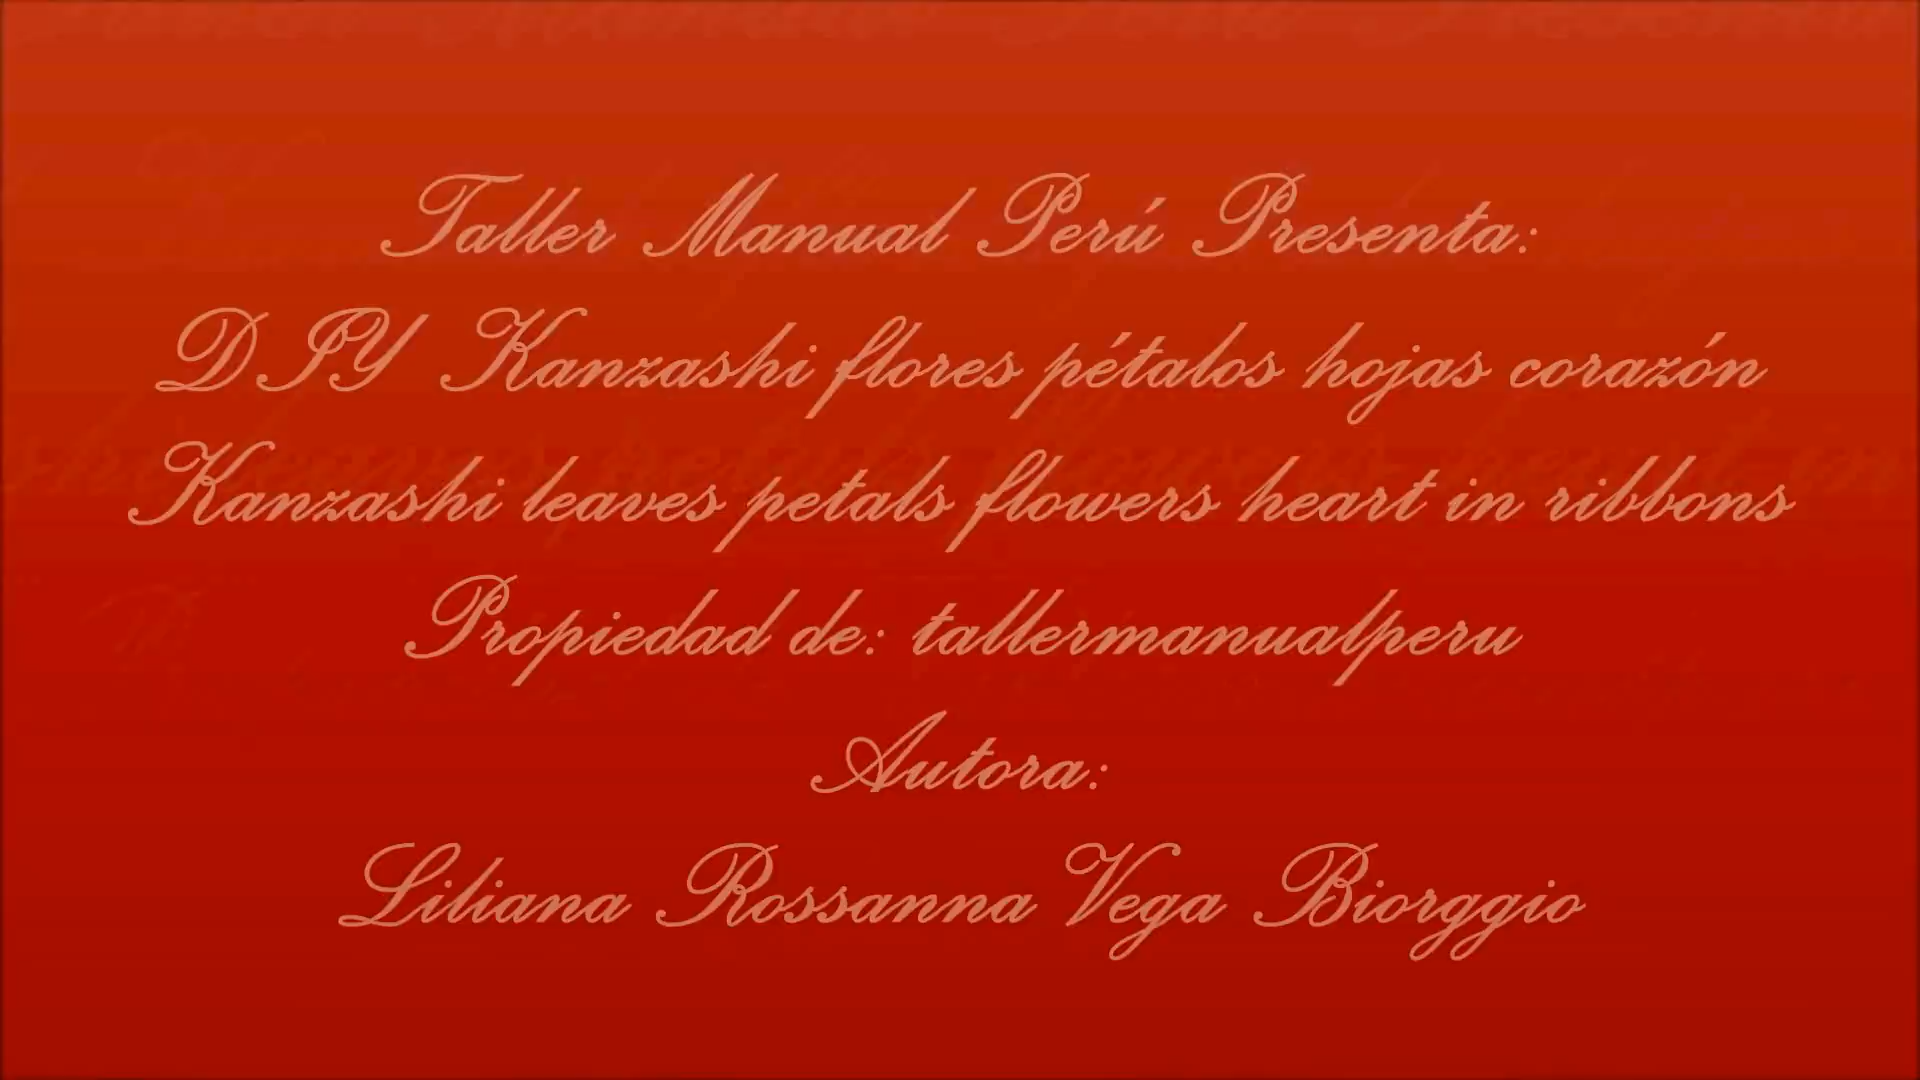 Taller Manual Perú Presenta:
DIY Kanzashi flores pétalos hojas corazón
Kanzashi leaves petals flowers heart in ribbons
Propiedad de: tallermanualperu
Autora:
Liliana Rossanna Vega Biorggio